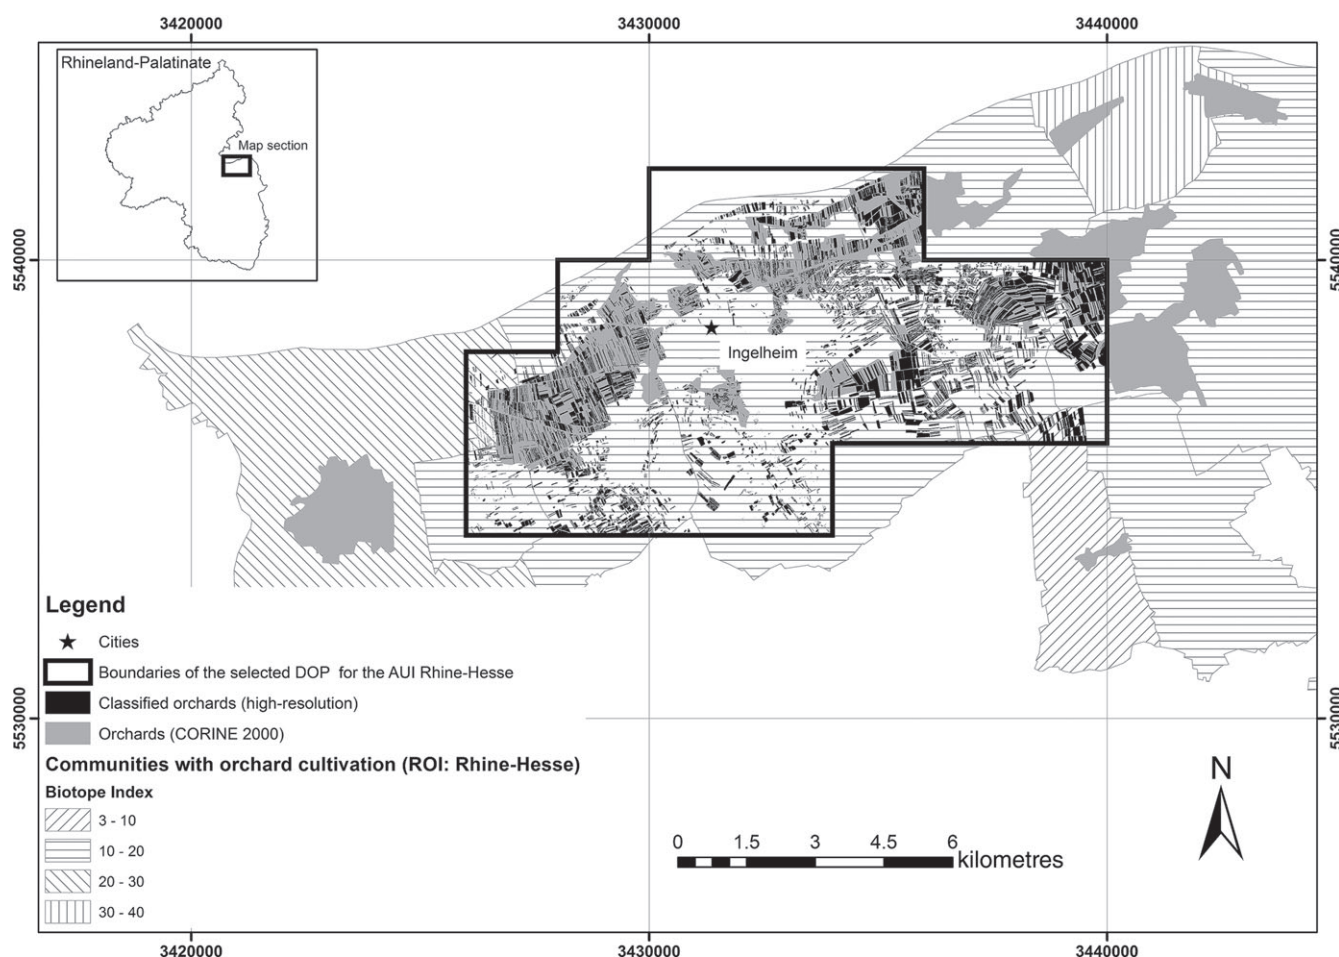 3420000
3430000
3440000
Rhineland-Palatinate
Map section
5540000
5540000
Ingelheim
Legend
Cities
Boundaries of the selected DOP for the AUI Rhine-Hesse
Classified orchards (high-resolution)
Orchards (CORINE 2000)
5530000
5530000
Communities with orchard cultivation (ROI: Rhine-Hesse)
Biotope Index
3 - 10
10 - 20
20 - 30
30 - 40
N
0 1.5 3 4.5 6
kilometres
3420000
3430000
3440000